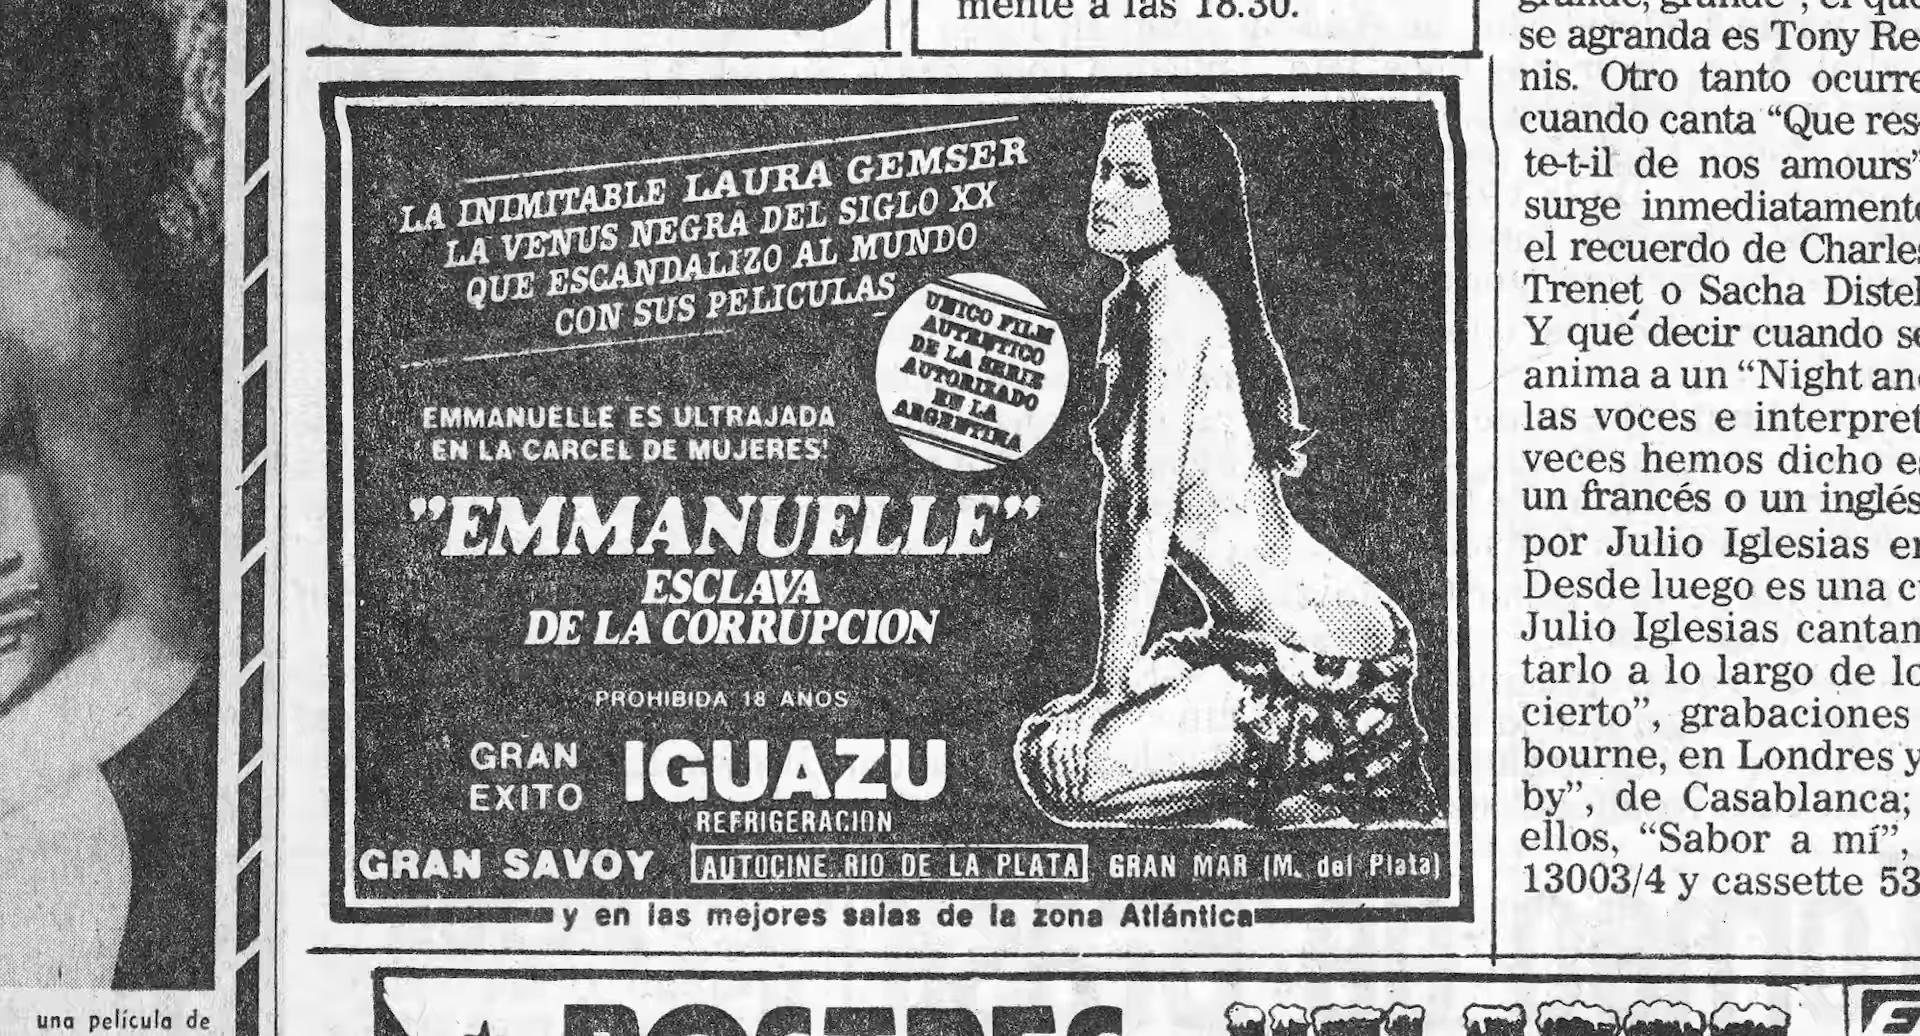 mente a las 18.30.
LA INIMITABLE LAURA GEMSER
LA VENUS NEGRA DEL SIGLO XX
QUE ESCANDALIZO AL MUNDO
CON SUS PELICULAS
UNICO FILM
AUTENTICO
DE LA SERIE
AUTORIZADO
EN LA
ARGENTINA
EMMANUELLE ES ULTRAJADA
EN LA CARCEL DE MUJERES!
"EMMANUELLE"
ESCLAVA
DE LA CORRUPCION
PROHIBIDA 18 ANOS
GRAN
EXITO
IGUAZU
REFRIGERACION
GRAN SAVOY
AUTOCINE RIO DE LA PLATA
GRAN MAR (M. del Plata)
y en las mejores salas de la zona Atlántica
se agranda es Tony Re-
nis. Otro tanto ocurre
cuando canta “Que res-
te-t-il de nos amours”
surge inmediatamente
el recuerdo de Charles
Trenet o Sacha Distel
Y qué decir cuando se
anima a un “Night and
las voces e interpret
veces hemos dicho es
un francés o un inglés
por Julio Iglesias en
Desde luego es una c
Julio Iglesias cantan
tarlo a lo largo de lo
cierto”, grabaciones
bourne, en Londres y
by”, de Casablanca;
ellos, “Sabor a mí”,
13003/4 y cassette 53
una película de